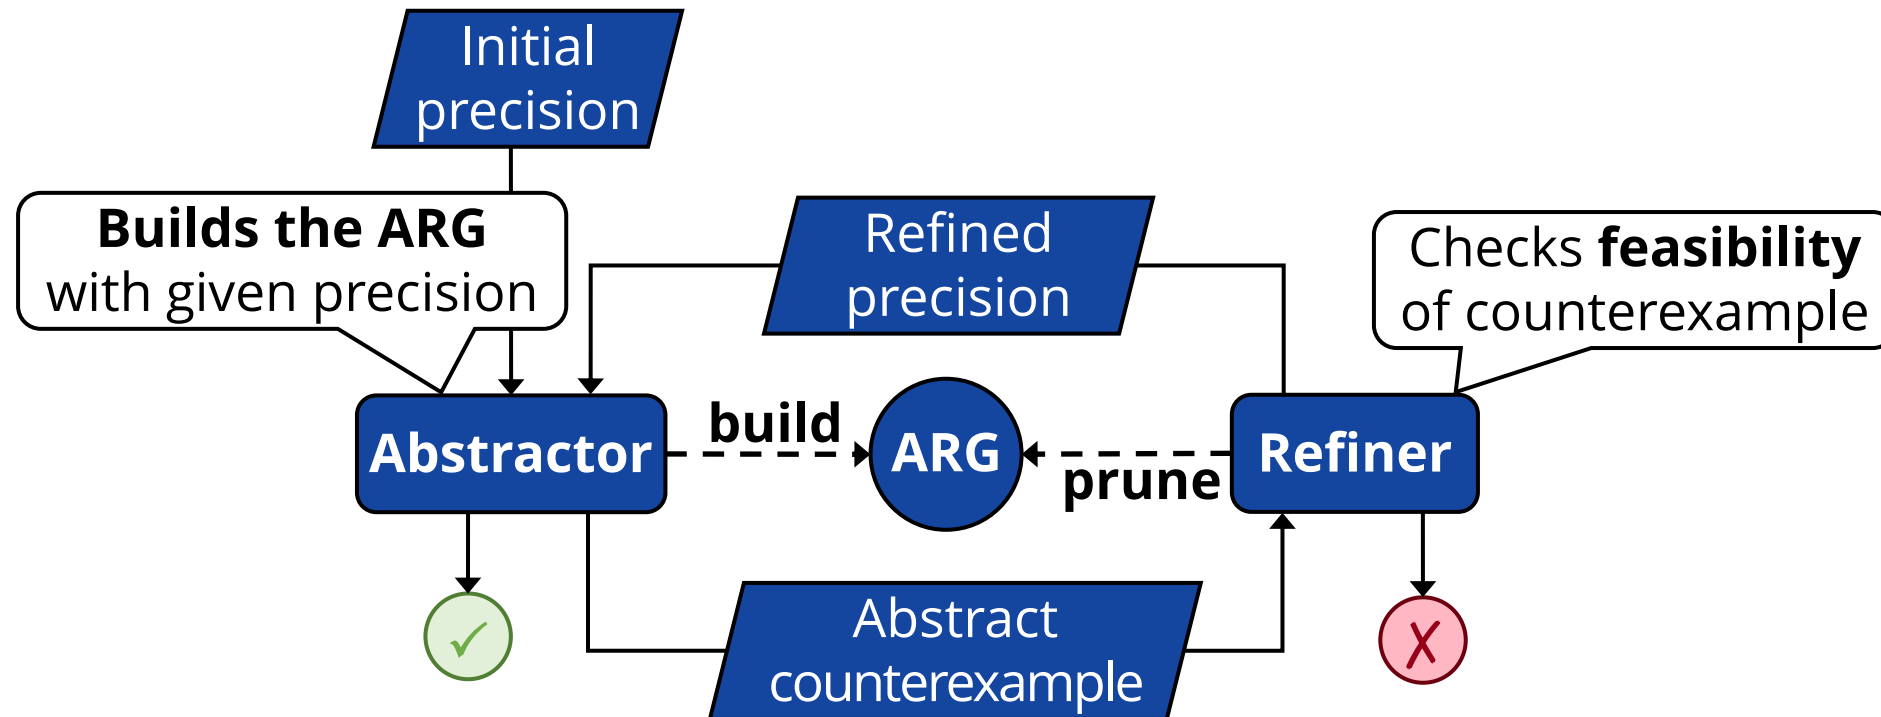 Initial
precision
Builds the ARG
with given precision
Refined
precision
Checks feasibility
of counterexample
Abstractor
build
ARG
prune
Refiner
✓
Abstract
counterexample
✗